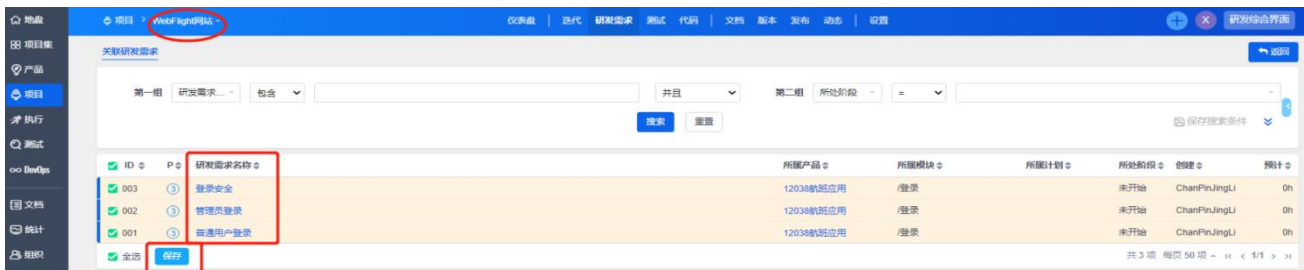 地盘 项目 > WebFlight网站 仪表盘 | 迭代 研发需求 测试 代码 | 文档 版本 发布 动态 | 设置 研发综合界面
项目集 关联研发需求 返回
产品
项目 第一组 研发需求... 包含 并且 第二组 所处阶段 =
执行 搜索 重置 保存搜索条件
测试
DevOps ID P 研发需求名称 所属产品 所属模块 所属计划 所处阶段 创建 预计
003 3 登录安全 12038航班应用 /登录 未开始 ChanPinJingLi 0h
文档 002 3 管理员登录 12038航班应用 /登录 未开始 ChanPinJingLi 0h
统计 001 3 普通用户登录 12038航班应用 /登录 未开始 ChanPinJingLi 0h
组织 全选 保存 共 3 项 每页 50 项 1/1